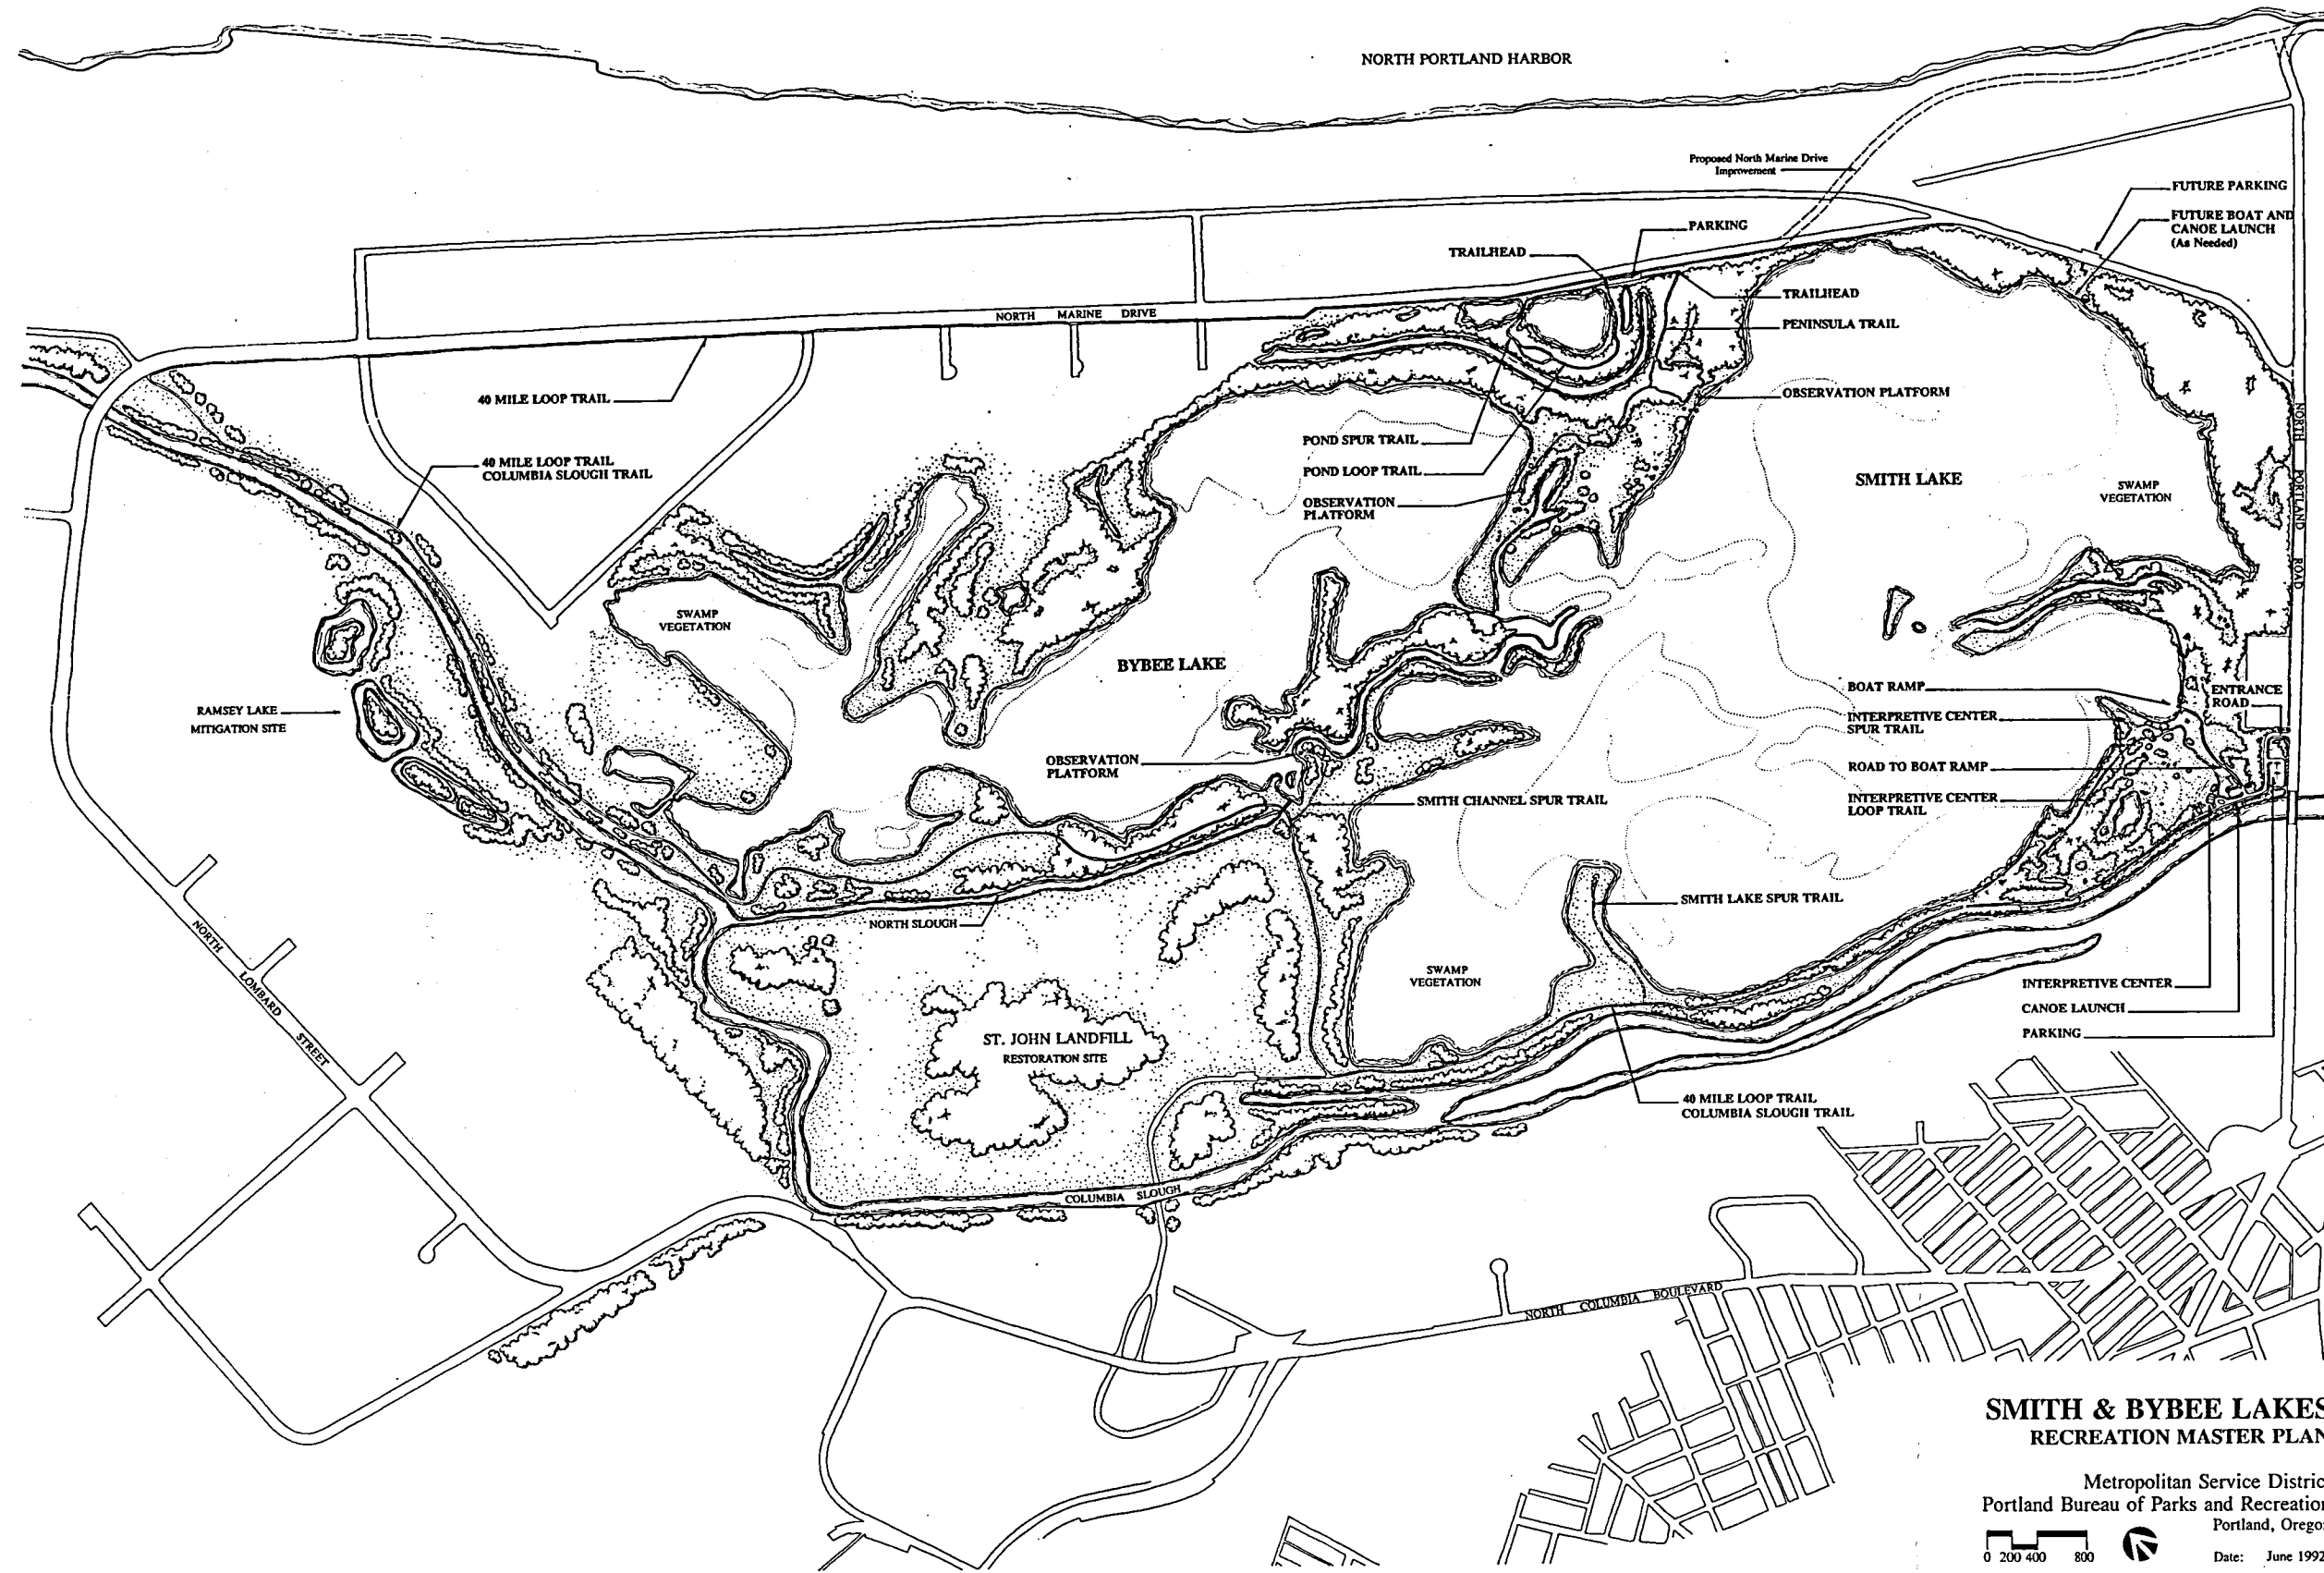 NORTH PORTLAND HARBOR
Proposed North Marine Drive
Improvement
FUTURE PARKING
FUTURE BOAT AND
CANOE LAUNCH
(As Needed)
PARKING
TRAILHEAD
TRAILHEAD
PENINSULA TRAIL
NORTH MARINE DRIVE
40 MILE LOOP TRAIL
OBSERVATION PLATFORM
POND SPUR TRAIL
POND LOOP TRAIL
OBSERVATION
PLATFORM
40 MILE LOOP TRAIL
COLUMBIA SLOUGH TRAIL
SMITH LAKE
SWAMP
VEGETATION
NORTH PORTLAND ROAD
SWAMP
VEGETATION
BYBEE LAKE
RAMSEY LAKE
MITIGATION SITE
BOAT RAMP
ENTRANCE
ROAD
INTERPRETIVE CENTER
SPUR TRAIL
OBSERVATION
PLATFORM
ROAD TO BOAT RAMP
SMITH CHANNEL SPUR TRAIL
INTERPRETIVE CENTER
LOOP TRAIL
SMITH LAKE SPUR TRAIL
NORTH SLOUGH
NORTH LOMBARD STREET
SWAMP
VEGETATION
INTERPRETIVE CENTER
CANOE LAUNCH
PARKING
ST. JOHN LANDFILL
RESTORATION SITE
40 MILE LOOP TRAIL
COLUMBIA SLOUGH TRAIL
COLUMBIA SLOUGH
NORTH COLUMBIA BOULEVARD
SMITH & BYBEE LAKES
RECREATION MASTER PLAN
Metropolitan Service Distric
Portland Bureau of Parks and Recreation
Portland, Orego
0 200 400 800
Date: June 1992